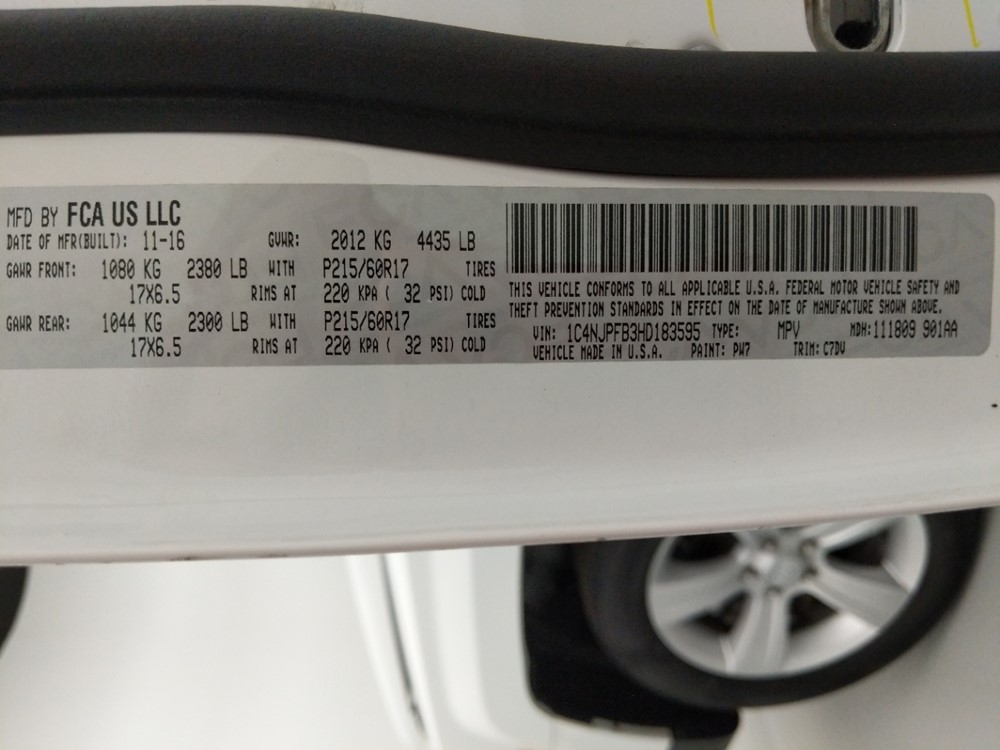 MFD BY FCA US LLC
DATE OF MFR(BUILT): 11-16 GVWR: 2012 KG 4435 LB
GAWR FRONT: 1080 KG 2380 LB WITH P215/60R17 TIRES
17X6.5 RIMS AT 220 KPA ( 32 PSI) COLD
GAWR REAR: 1044 KG 2300 LB WITH P215/60R17 TIRES
17X6.5 RIMS AT 220 KPA ( 32 PSI) COLD
THIS VEHICLE CONFORMS TO ALL APPLICABLE U.S.A. FEDERAL MOTOR VEHICLE SAFETY AND
THEFT PREVENTION STANDARDS IN EFFECT ON THE DATE OF MANUFACTURE SHOWN ABOVE.
VIN: 1C4NJPFB3HD183595 TYPE: MPV MDH:111809 901AA
VEHICLE MADE IN U.S.A. PAINT: PW7 TRIM: C7DV